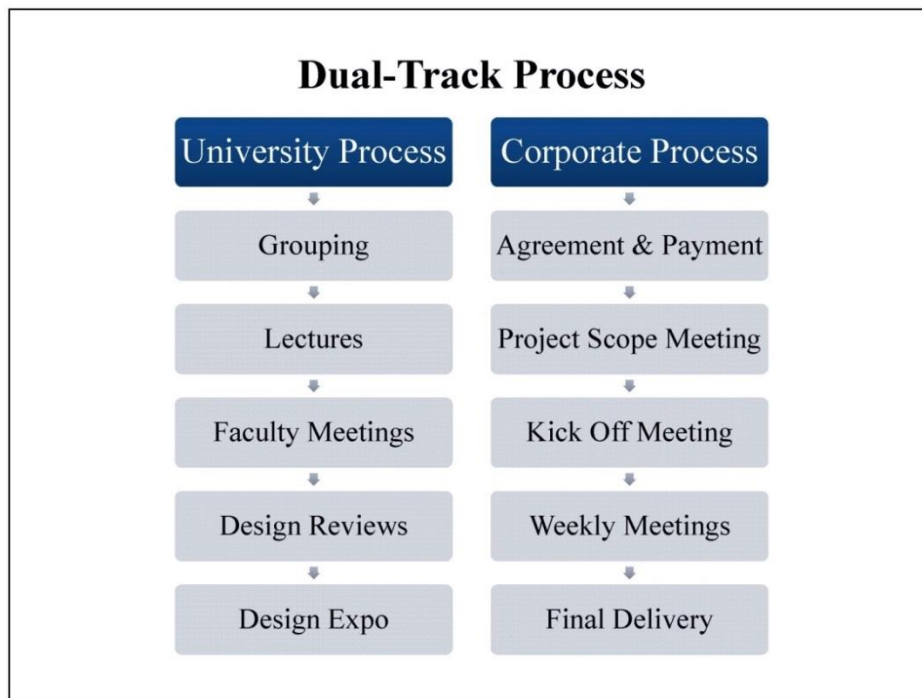 Dual-Track Process
University Process
Grouping
Lectures
Faculty Meetings
Design Reviews
Design Expo
Corporate Process
Agreement & Payment
Project Scope Meeting
Kick Off Meeting
Weekly Meetings
Final Delivery